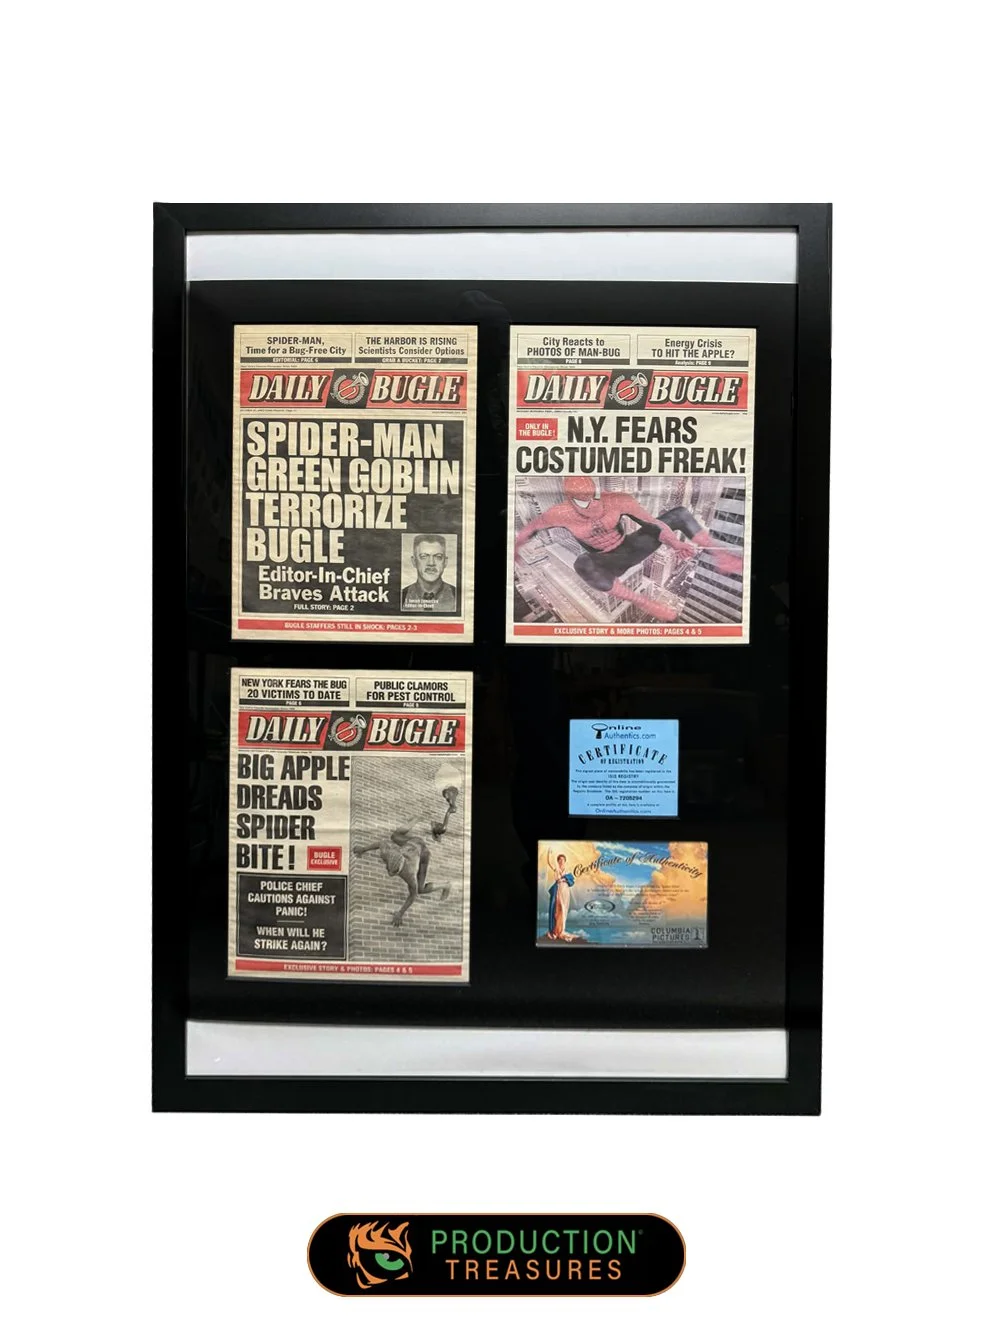 SPIDER-MAN,
Time for a Bug-Free City
EDITORIAL: PAGE 6
THE HARBOR IS RISING
Scientists Consider Options
GRAB A BUCKET: PAGE 7
DAILY BUGLE
SPIDER-MAN
GREEN GOBLIN
TERRORIZE
BUGLE
Editor-In-Chief
Braves Attack
FULL STORY: PAGE 2
BUGLE STAFFERS STILL IN SHOCK: PAGES 2-3
City Reacts to
PHOTOS OF MAN-BUG
PAGE 6
Energy Crisis
TO HIT THE APPLE?
Analysis: PAGE 9
DAILY BUGLE
ONLY IN
THE BUGLE!
N.Y. FEARS
COSTUMED FREAK!
EXCLUSIVE STORY & MORE PHOTOS: PAGES 4 & 5
NEW YORK FEARS THE BUG
20 VICTIMS TO DATE
PAGE 6
PUBLIC CLAMORS
FOR PEST CONTROL
PAGE 9
DAILY BUGLE
BIG APPLE
DREADS
SPIDER
BITE!
BUGLE
EXCLUSIVE
POLICE CHIEF
CAUTIONS AGAINST
PANIC!
WHEN WILL HE
STRIKE AGAIN?
EXCLUSIVE STORY & PHOTOS: PAGES 4 & 5
Online
Authentics.com
CERTIFICATE
OF REGISTRATION
OA - 7205294
OnlineAuthentics.com
Certificate of Authenticity
COLUMBIA
PICTURES
PRODUCTION
TREASURES